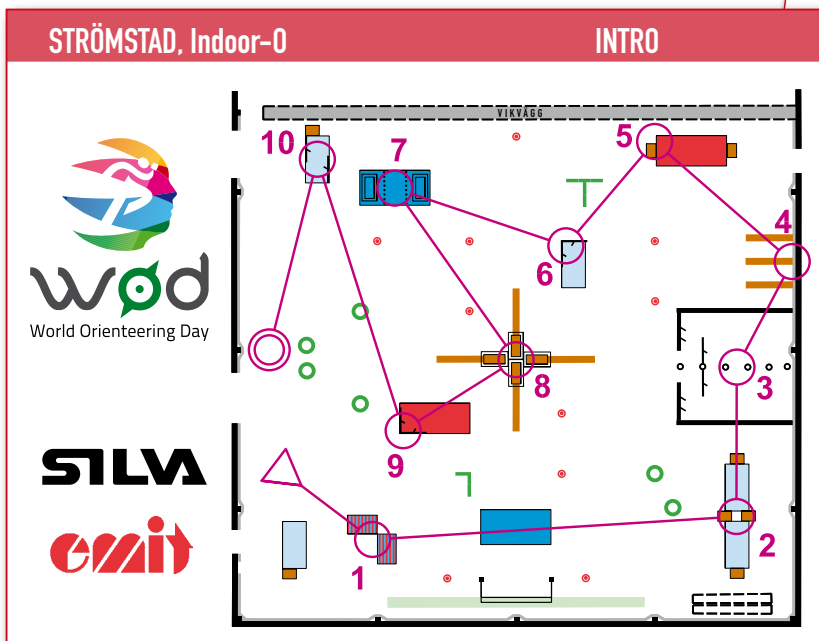 STRÖMSTAD, Indoor-O INTRO
VIKVÄGG
10
7
5
4
6
3
8
9
2
1
wod
World Orienteering Day
SILVA
emit